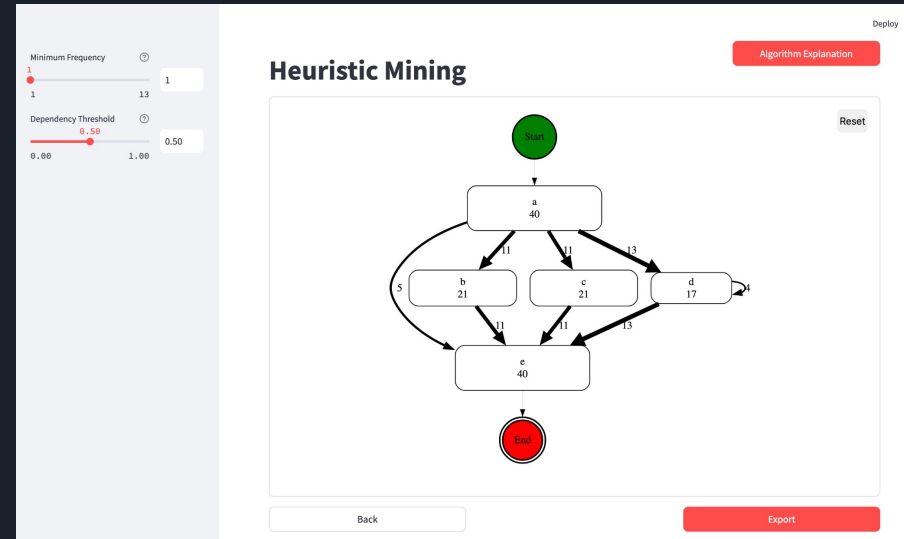 Deploy
Minimum Frequency
1
1
1 13
Dependency Threshold
0.50
0.50
0.00 1.00
Heuristic Mining
Algorithm Explanation
Reset
Start
a
40
11
11
13
5
b
21
c
21
d
17
4
11
11
13
e
40
End
Back
Export